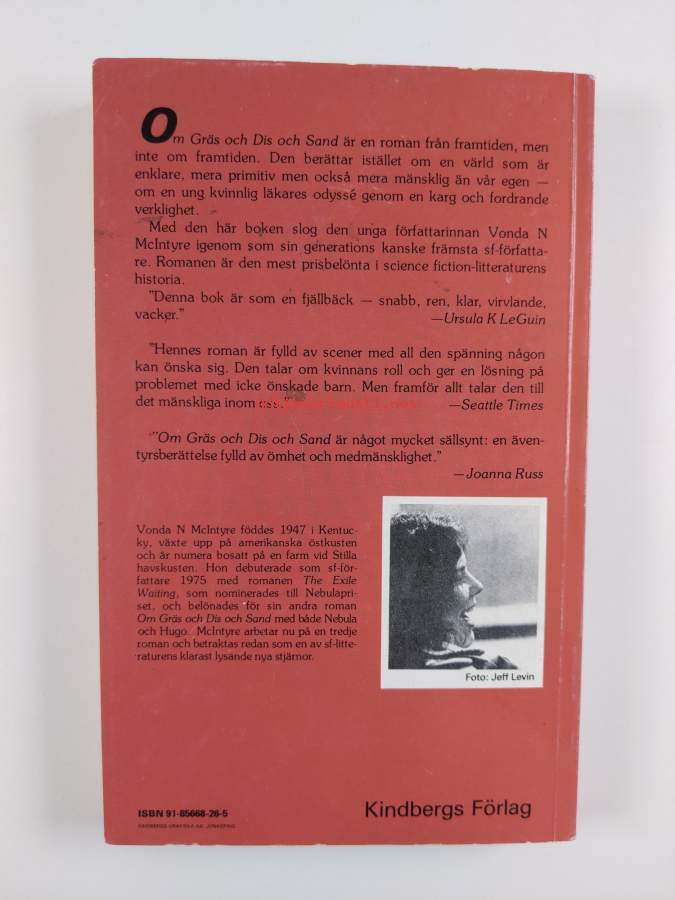 Om Gräs och Dis och Sand är en roman från framtiden, men
inte om framtiden. Den berättar istället om en värld som är
enklare, mera primitiv men också mera mänsklig än vår egen —
om en ung kvinnlig läkares odyssé genom en karg och fordrande
verklighet.
Med den här boken slog den unga författarinnan Vonda N
McIntyre igenom som sin generations kanske främsta sf-författa-
re. Romanen är den mest prisbelönta i science fiction-litteraturens
historia.
"Denna bok är som en fjällbäck — snabb, ren, klar, virvlande,
vacker."
—Ursula K LeGuin
"Hennes roman är fylld av scener med all den spänning någon
kan önska sig. Den talar om kvinnans roll och ger en lösning på
problemet med icke önskade barn. Men framför allt talar den till
det mänskliga inom
—Seattle Times
"Om Gräs och Dis och Sand är något mycket sällsynt: en även-
tyrsberättelse fylld av ömhet och medmänsklighet."
—Joanna Russ
Vonda N McIntyre föddes 1947 i Kentuc-
ky, växte upp på amerikanska östkusten
och är numera bosatt på en farm vid Stilla
havskusten. Hon debuterade som sf-för-
fattare 1975 med romanen The Exile
Waiting, som nominerades till Nebulapri-
set, och belönades för sin andra roman
Om Gräs och Dis och Sand med både Nebula
och Hugo. McIntyre arbetar nu på en tredje
roman och betraktas redan som en av sf-litte-
raturens klarast lysande nya stjärnor.
Foto: Jeff Levin
ISBN 91-85668-26-5
KINDBERGS GRAFISKA AB, JÖNKÖPING
Kindbergs Förlag